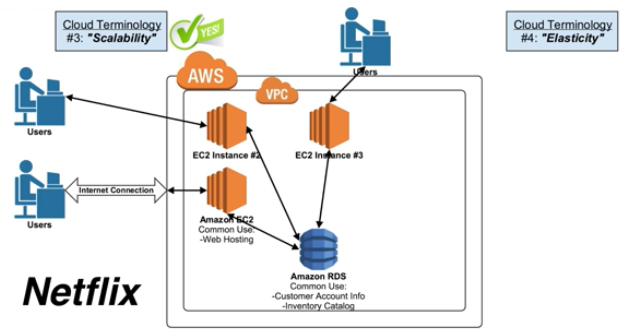 Cloud Terminology
#3: "Scalability"
YES!
Cloud Terminology
#4: "Elasticity"
Users
AWS
VPC
Users
EC2 Instance #2
EC2 Instance #3
Internet Connection
Users
Amazon EC2
Common Use:
-Web Hosting
Amazon RDS
Common Use:
-Customer Account Info
-Inventory Catalog
Netflix